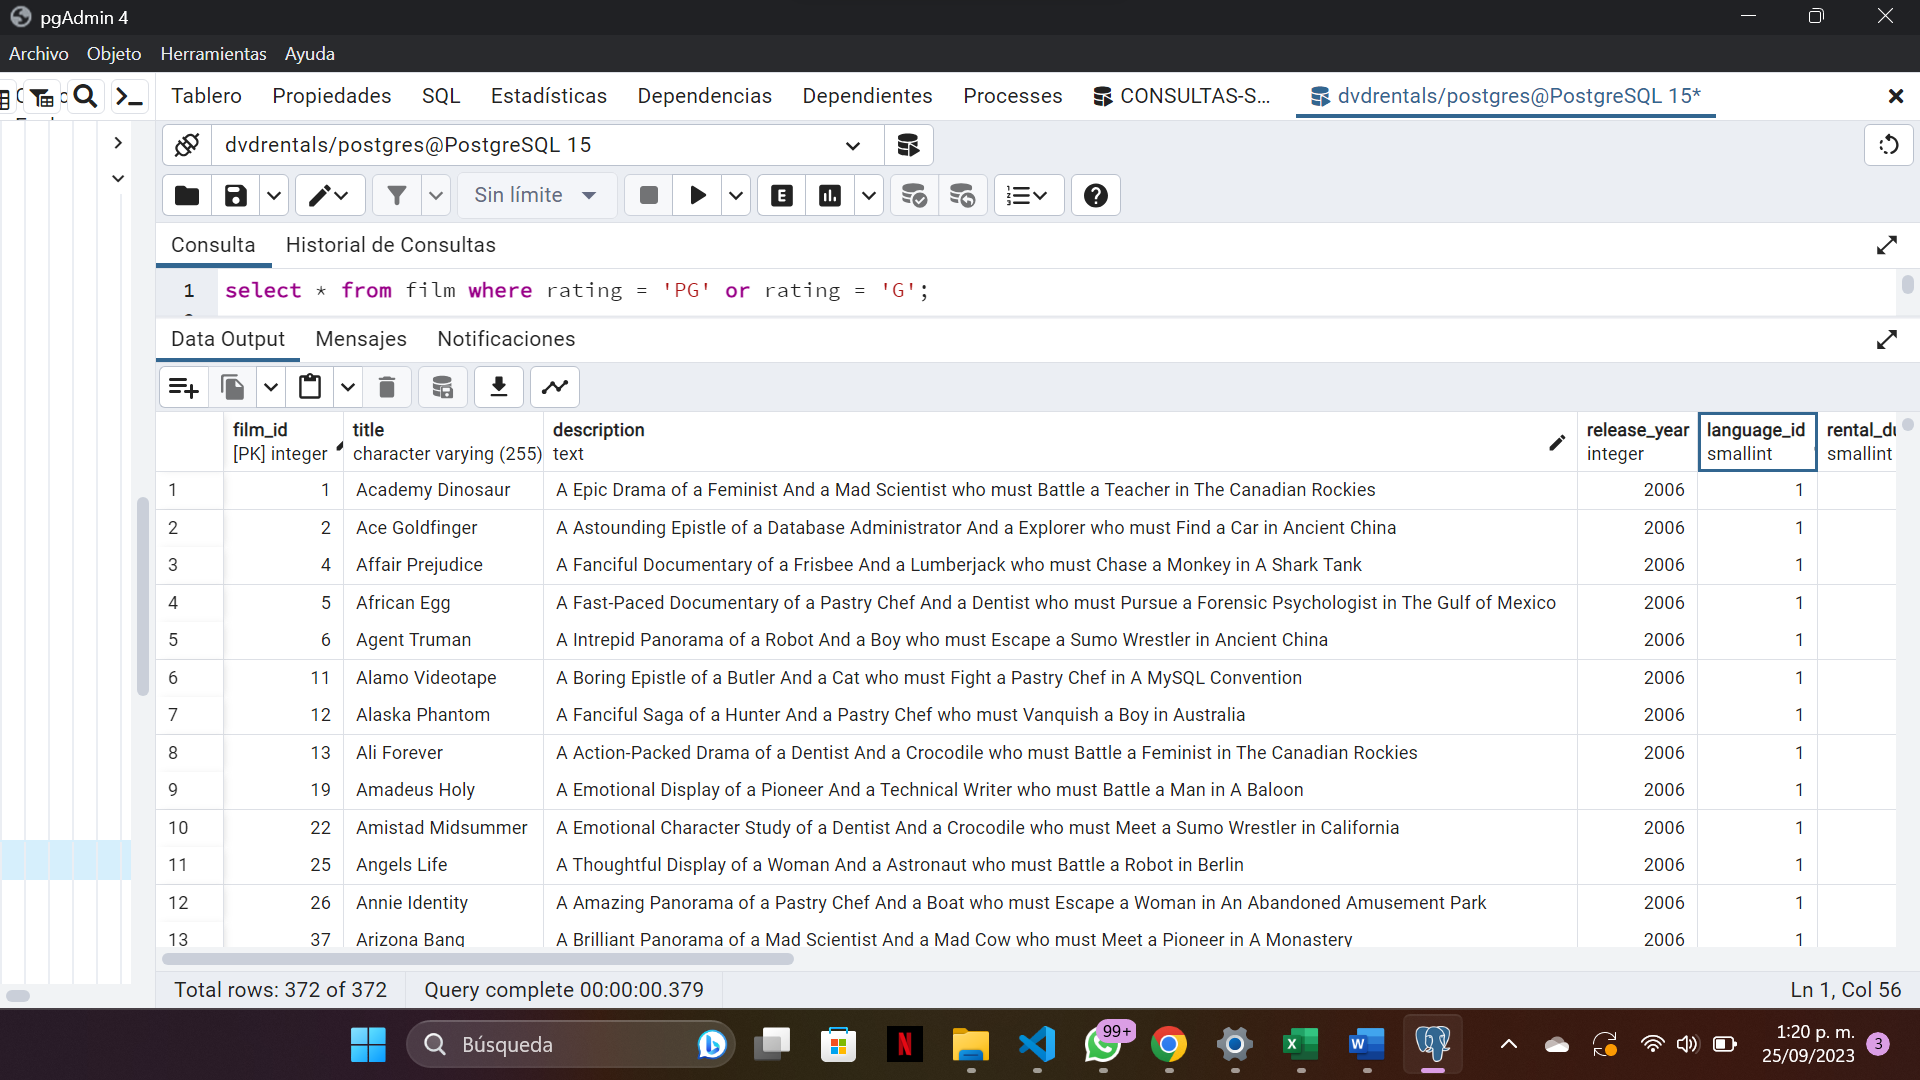 pgAdmin 4
Archivo Objeto Herramientas Ayuda
Tablero Propiedades SQL Estadísticas Dependencias Dependientes Processes CONSULTAS-S... dvdrentals/postgres@PostgreSQL 15*
dvdrentals/postgres@PostgreSQL 15
Sin límite E
Consulta Historial de Consultas
1 select * from film where rating = 'PG' or rating = 'G';
Data Output Mensajes Notificaciones
film_id title description release_year language_id rental_du
[PK] integer character varying (255) text integer smallint smallint
1 1 Academy Dinosaur A Epic Drama of a Feminist And a Mad Scientist who must Battle a Teacher in The Canadian Rockies 2006 1
2 2 Ace Goldfinger A Astounding Epistle of a Database Administrator And a Explorer who must Find a Car in Ancient China 2006 1
3 4 Affair Prejudice A Fanciful Documentary of a Frisbee And a Lumberjack who must Chase a Monkey in A Shark Tank 2006 1
4 5 African Egg A Fast-Paced Documentary of a Pastry Chef And a Dentist who must Pursue a Forensic Psychologist in The Gulf of Mexico 2006 1
5 6 Agent Truman A Intrepid Panorama of a Robot And a Boy who must Escape a Sumo Wrestler in Ancient China 2006 1
6 11 Alamo Videotape A Boring Epistle of a Butler And a Cat who must Fight a Pastry Chef in A MySQL Convention 2006 1
7 12 Alaska Phantom A Fanciful Saga of a Hunter And a Pastry Chef who must Vanquish a Boy in Australia 2006 1
8 13 Ali Forever A Action-Packed Drama of a Dentist And a Crocodile who must Battle a Feminist in The Canadian Rockies 2006 1
9 19 Amadeus Holy A Emotional Display of a Pioneer And a Technical Writer who must Battle a Man in A Baloon 2006 1
10 22 Amistad Midsummer A Emotional Character Study of a Dentist And a Crocodile who must Meet a Sumo Wrestler in California 2006 1
11 25 Angels Life A Thoughtful Display of a Woman And a Astronaut who must Battle a Robot in Berlin 2006 1
12 26 Annie Identity A Amazing Panorama of a Pastry Chef And a Boat who must Escape a Woman in An Abandoned Amusement Park 2006 1
13 37 Arizona Bang A Brilliant Panorama of a Mad Scientist And a Mad Cow who must Meet a Pioneer in A Monastery 2006 1
Total rows: 372 of 372 Query complete 00:00:00.379 Ln 1, Col 56
Búsqueda 99+ 1:20 p. m. 3
25/09/2023